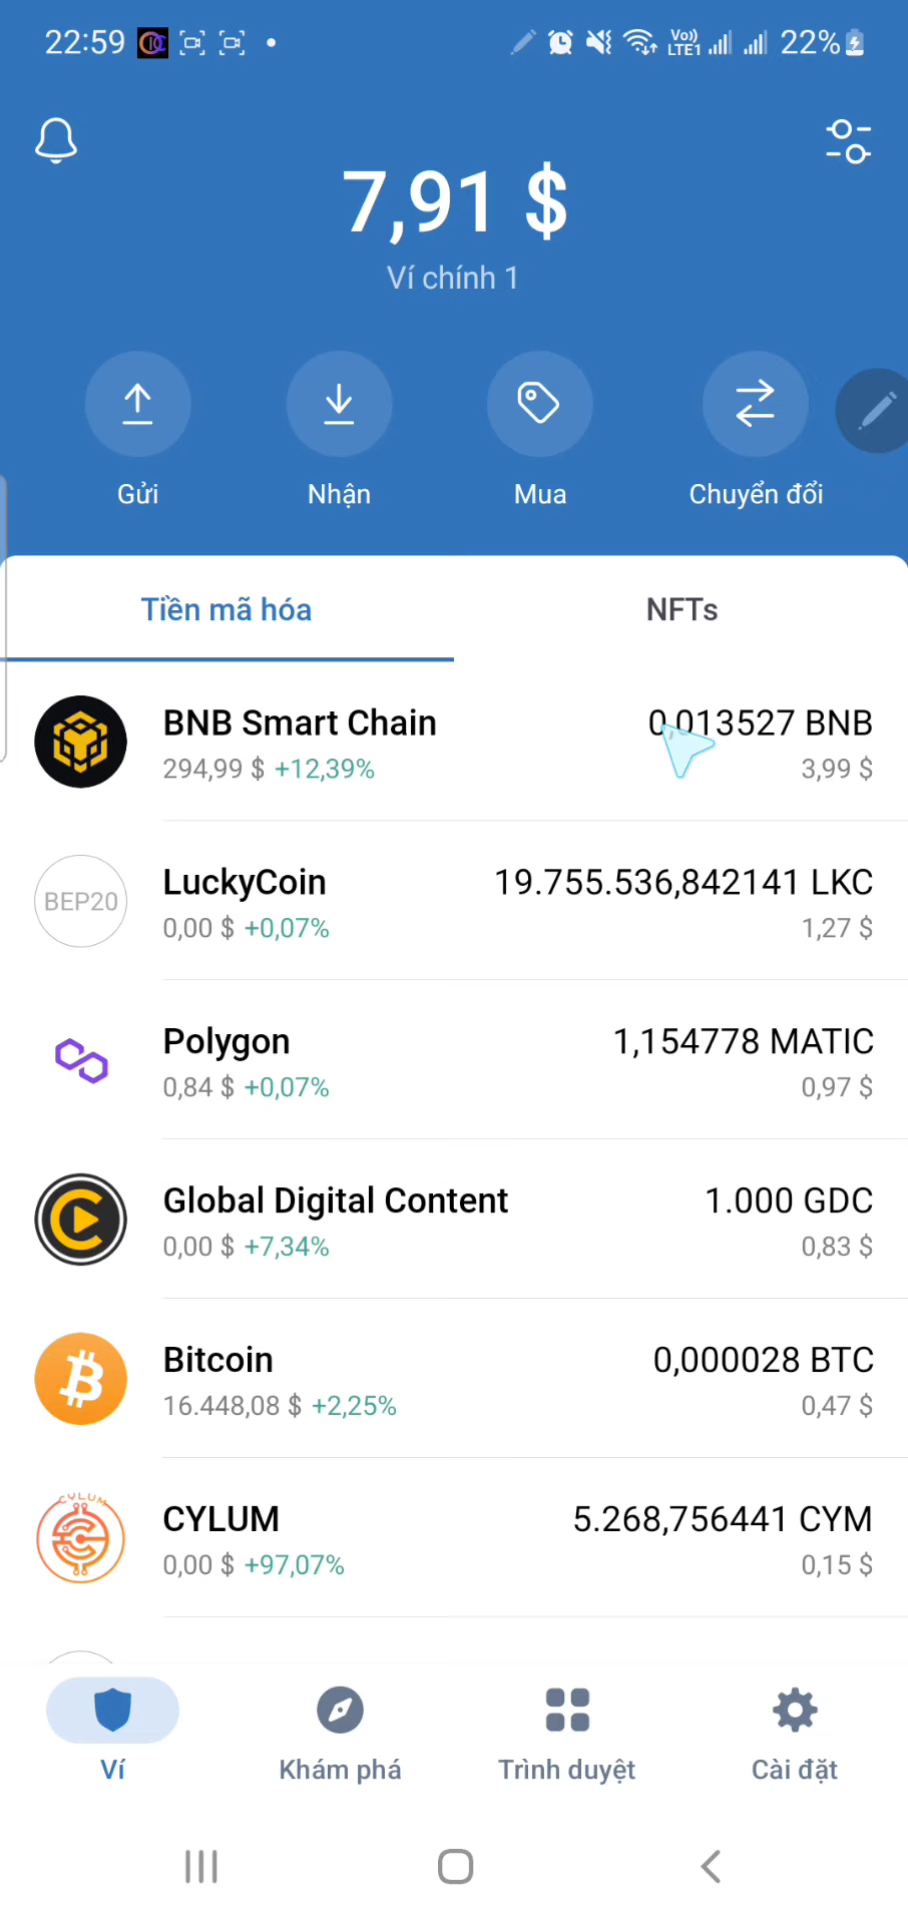 22:59
Vo)) LTE1 22%
7,91 $
Ví chính 1
Gửi Nhận Mua Chuyển đổi
Tiền mã hóa NFTs
BNB Smart Chain 0,013527 BNB
294,99 $ +12,39% 3,99 $
BEP20
LuckyCoin 19.755.536,842141 LKC
0,00 $ +0,07% 1,27 $
Polygon 1,154778 MATIC
0,84 $ +0,07% 0,97 $
Global Digital Content 1.000 GDC
0,00 $ +7,34% 0,83 $
Bitcoin 0,000028 BTC
16.448,08 $ +2,25% 0,47 $
CYLUM
CYLUM 5.268,756441 CYM
0,00 $ +97,07% 0,15 $
Ví Khám phá Trình duyệt Cài đặt